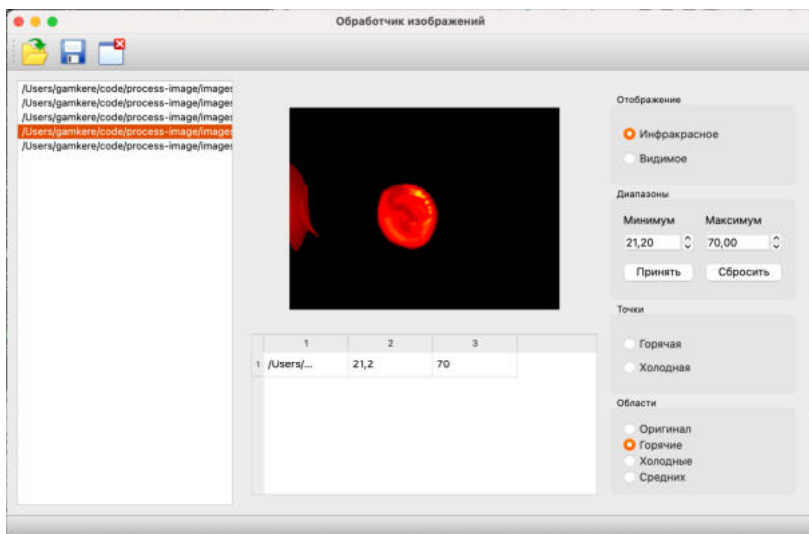 Обработчик изображений
/Users/gamkere/code/process-image/images
/Users/gamkere/code/process-image/images
/Users/gamkere/code/process-image/images
/Users/gamkere/code/process-image/images
/Users/gamkere/code/process-image/images
Отображение
Инфракрасное
Видимое
Диапазоны
Минимум Максимум
21,20 70,00
Принять Сбросить
Точки
Горячая
Холодная
Области
Оригинал
Горячие
Холодные
Средних
1 2 3
1 /Users/... 21,2 70